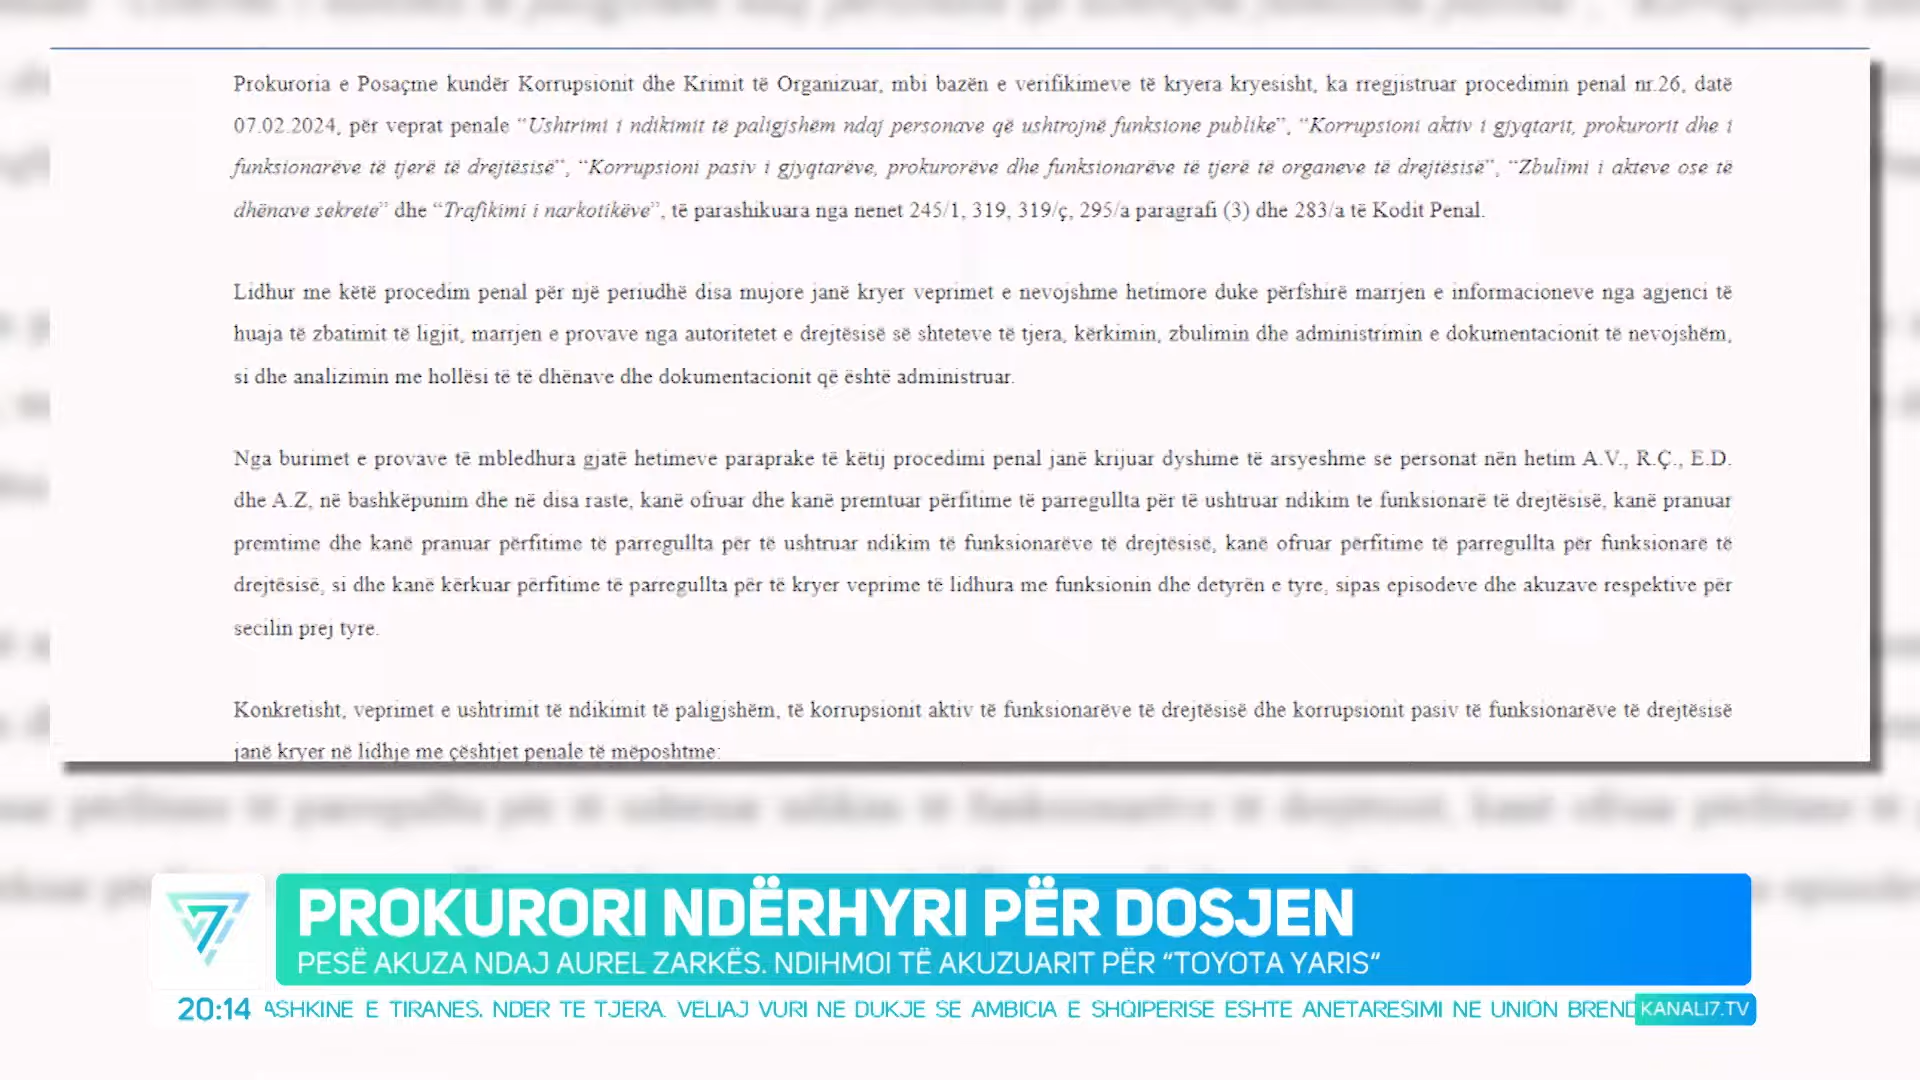 Prokuroria e Posaçme kundër Korrupsionit dhe Krimit të Organizuar, mbi bazën e verifikimeve të kryera kryesisht, ka rregjistruar procedimin penal nr.26, datë
07.02.2024, për veprat penale “Ushtrimi i ndikimit të paligjshëm ndaj personave që ushtrojnë funksione publike”, “Korrupsioni aktiv i gjyqtarit, prokurorit dhe i
funksionarëve të tjerë të drejtësisë”, “Korrupsioni pasiv i gjyqtarëve, prokurorëve dhe funksionarëve të tjerë të organeve të drejtësisë”, “Zbulimi i akteve ose të
dhënave sekrete” dhe “Trafikimi i narkotikëve”, të parashikuara nga nenet 245/1, 319, 319/ç, 295/a paragrafi (3) dhe 283/a të Kodit Penal.
Lidhur me këtë procedim penal për një periudhë disa mujore janë kryer veprimet e nevojshme hetimore duke përfshirë marrjen e informacioneve nga agjenci të
huaja të zbatimit të ligjit, marrjen e provave nga autoritetet e drejtësisë së shteteve të tjera, kërkimin, zbulimin dhe administrimin e dokumentacionit të nevojshëm,
si dhe analizimin me hollësi të të dhënave dhe dokumentacionit që është administruar.
Nga burimet e provave të mbledhura gjatë hetimeve paraprake të këtij procedimi penal janë krijuar dyshime të arsyeshme se personat nën hetim A.V., R.Ç., E.D.
dhe A.Z, në bashkëpunim dhe në disa raste, kanë ofruar dhe kanë premtuar përfitime të parregullta për të ushtruar ndikim te funksionarë të drejtësisë, kanë pranuar
premtime dhe kanë pranuar përfitime të parregullta për të ushtruar ndikim të funksionarëve të drejtësisë, kanë ofruar përfitime të parregullta për funksionarë të
drejtësisë, si dhe kanë kërkuar përfitime të parregullta për të kryer veprime të lidhura me funksionin dhe detyrën e tyre, sipas episodeve dhe akuzave respektive për
secilin prej tyre.
Konkretisht, veprimet e ushtrimit të ndikimit të paligjshëm, të korrupsionit aktiv të funksionarëve të drejtësisë dhe korrupsionit pasiv të funksionarëve të drejtësisë
janë kryer në lidhje me çështjet penale të mëposhtme:
PROKURORI NDËRHYRI PËR DOSJEN
PESË AKUZA NDAJ AUREL ZARKËS. NDIHMOI TË AKUZUARIT PËR “TOYOTA YARIS“
20:14 ASHKINE E TIRANES. NDER TE TJERA. VELIAJ VURI NE DUKJE SE AMBICIA E SHQIPERISE ESHTE ANETARESIMI NE UNION BREND KANALI7.TV